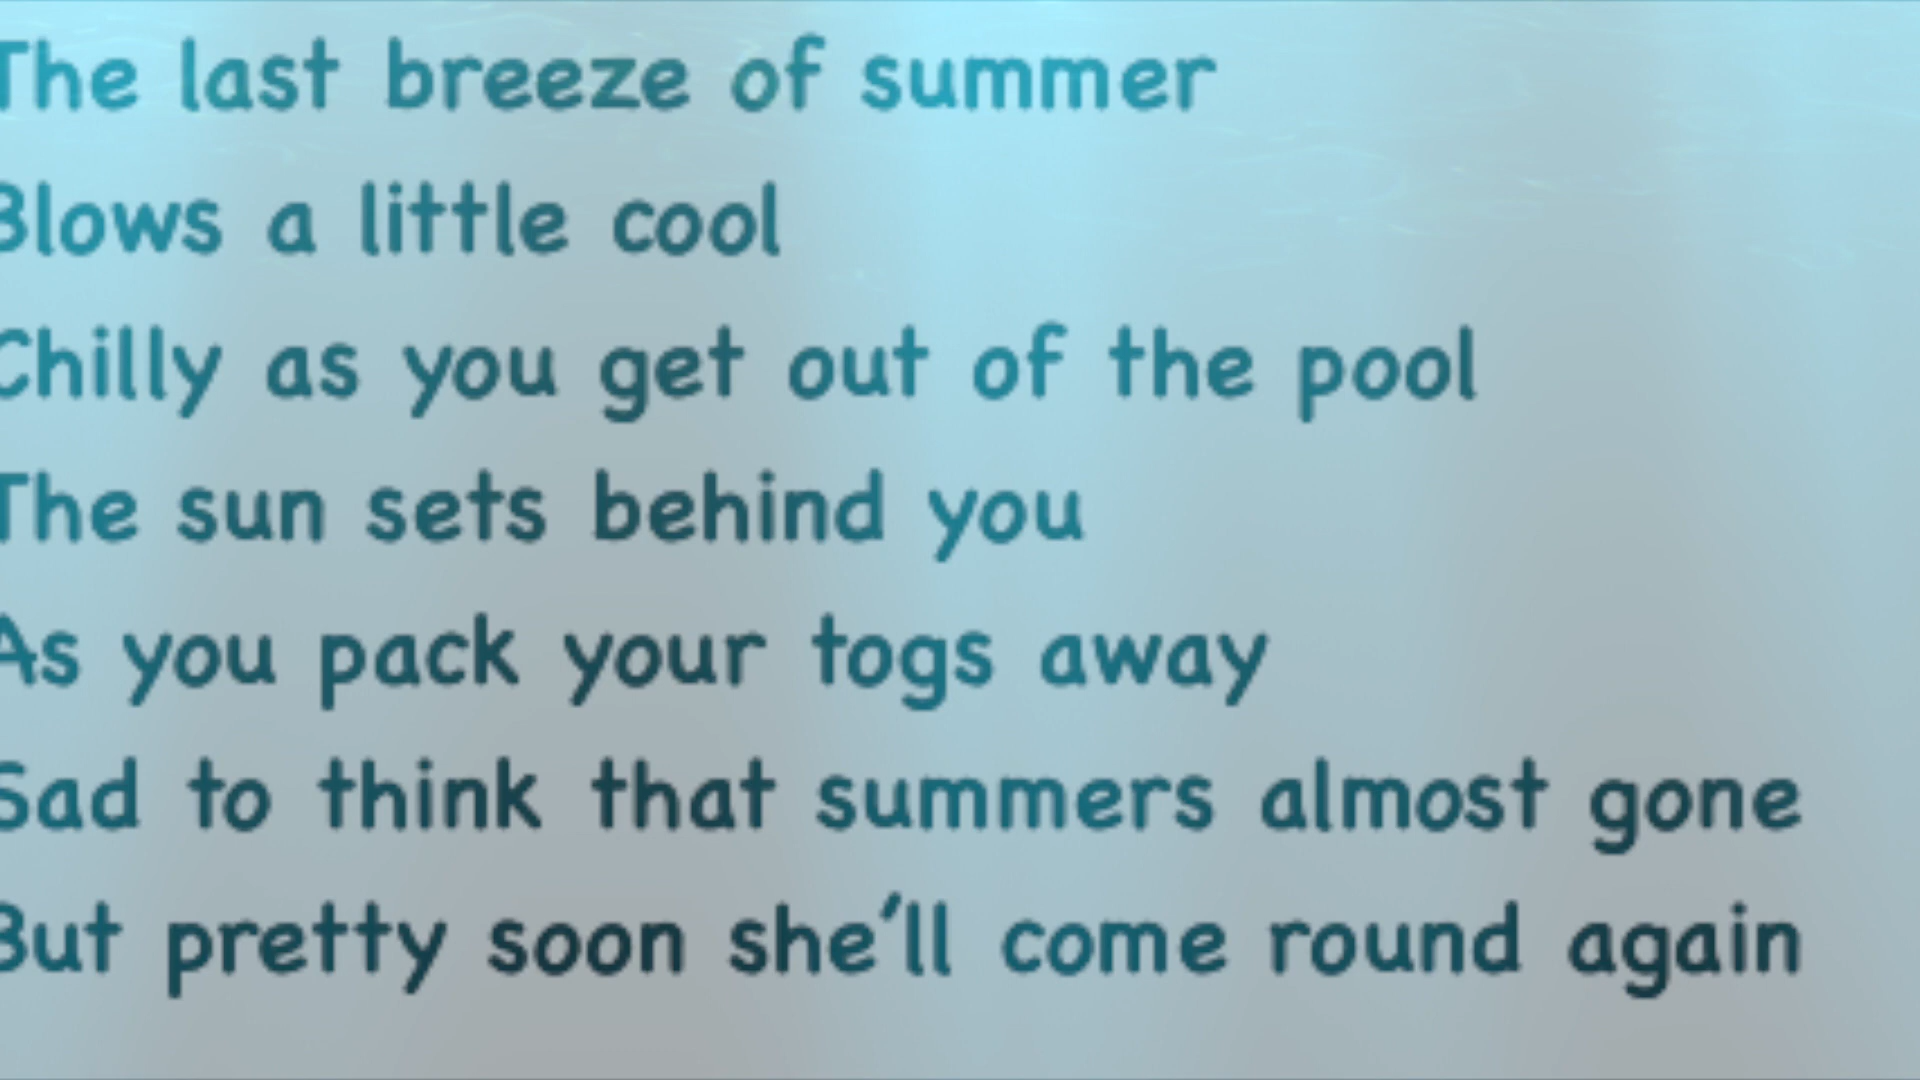 The last breeze of summer
Blows a little cool
Chilly as you get out of the pool
The sun sets behind you
As you pack your togs away
Sad to think that summers almost gone
But pretty soon she'll come round again